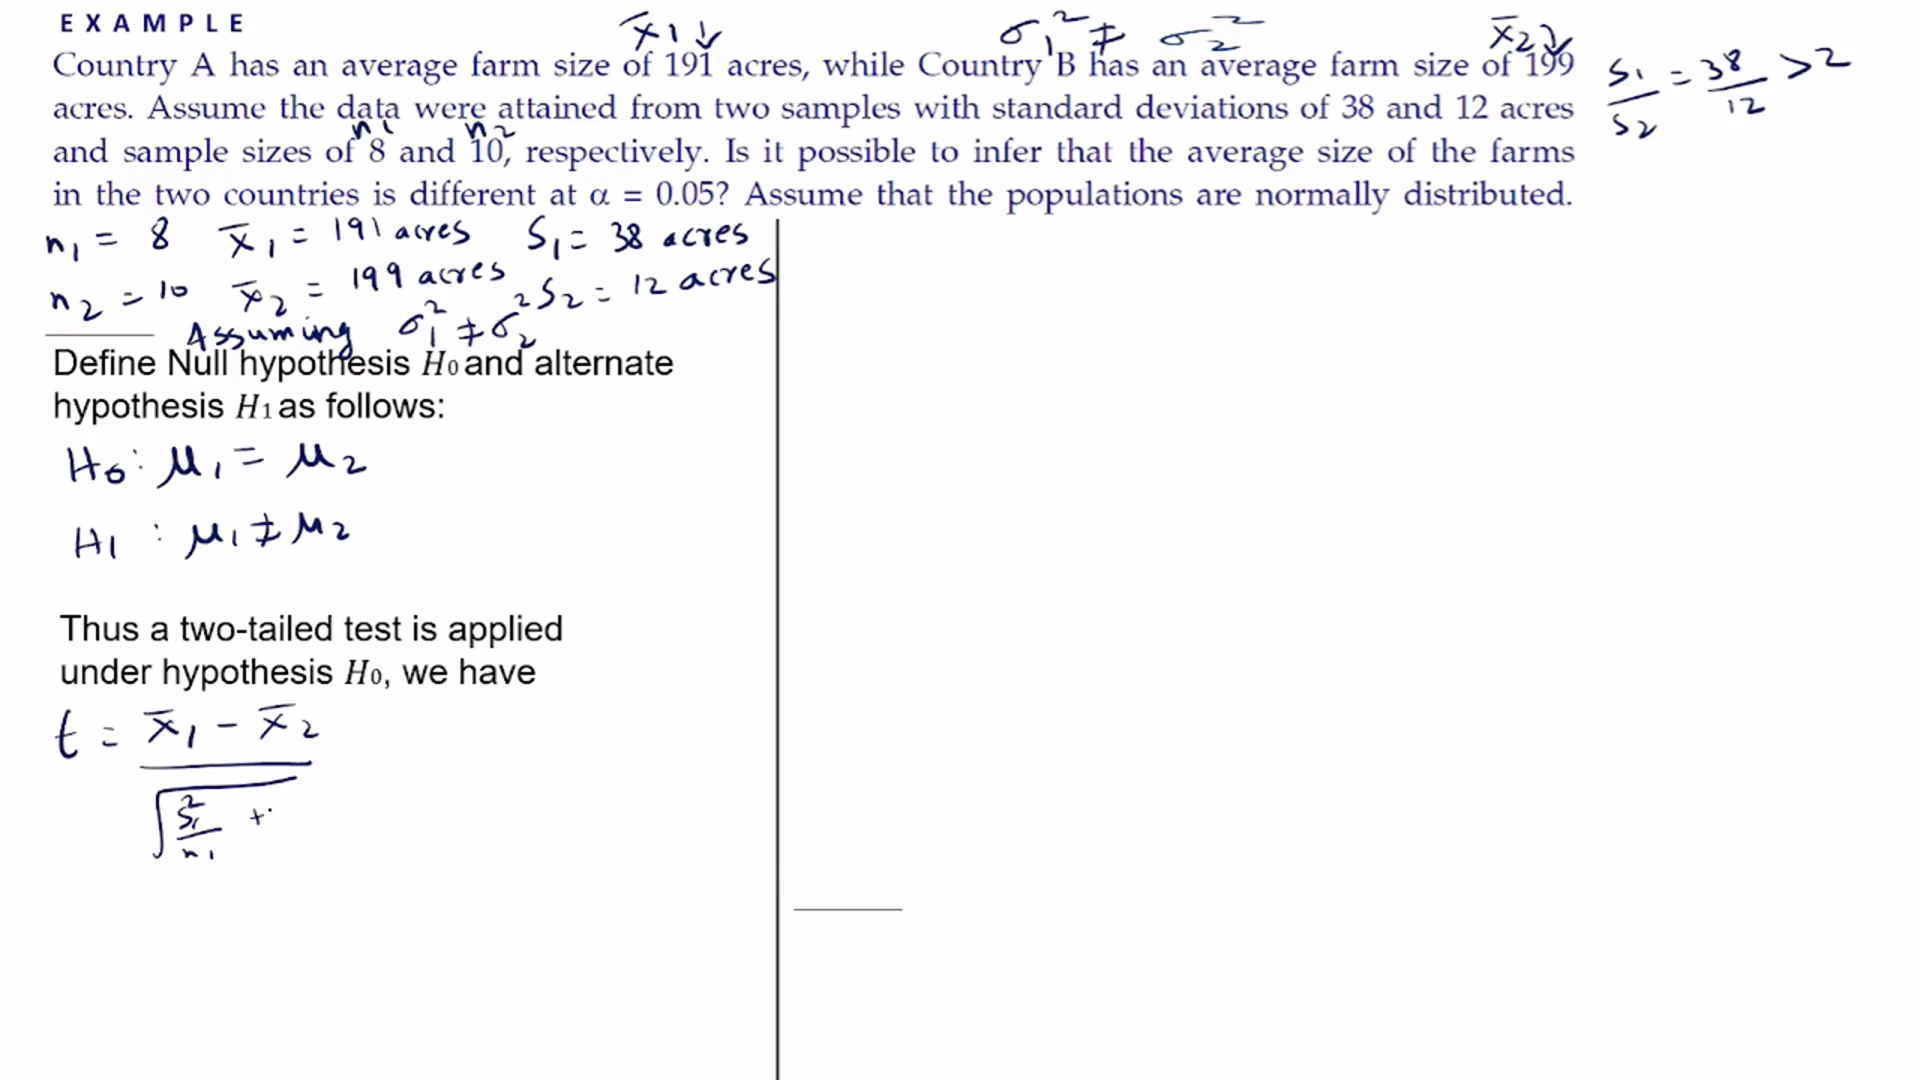 EXAMPLE
x̄1↓ σ1² ≠ σ2² x̄2↓
Country A has an average farm size of 191 acres, while Country B has an average farm size of 199
acres. Assume the data were attained from two samples with standard deviations of 38 and 12 acres
n1 n2
and sample sizes of 8 and 10, respectively. Is it possible to infer that the average size of the farms
in the two countries is different at α = 0.05? Assume that the populations are normally distributed.
s1/s2 = 38/12 > 2
n1 = 8 x̄1 = 191 acres S1 = 38 acres
n2 = 10 x̄2 = 199 acres S2 = 12 acres
Assuming σ1² ≠ σ2²
Define Null hypothesis H0 and alternate
hypothesis H1 as follows:
H0 : μ1 = μ2
H1 : μ1 ≠ μ2
Thus a two-tailed test is applied
under hypothesis H0, we have
t = x̄1 - x̄2
√ S1²/n1 +